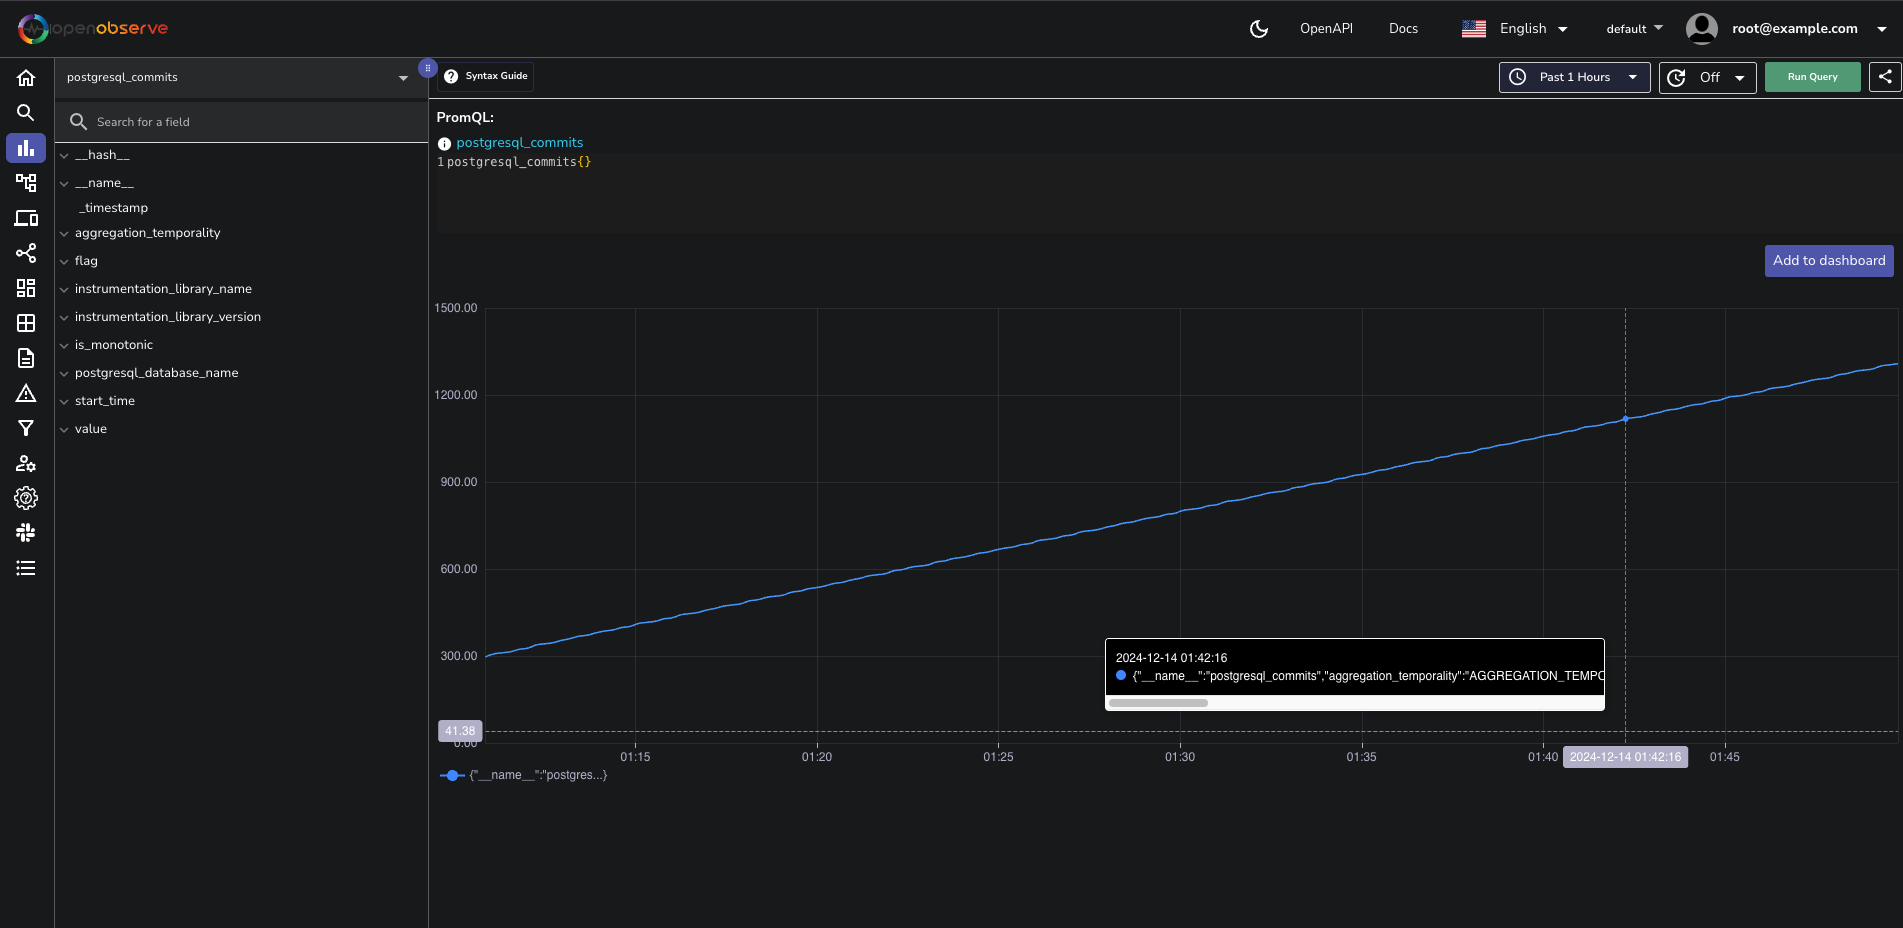 openobserve
OpenAPI
Docs
English
default
root@example.com
postgresql_commits
Search for a field
__hash__
__name__
_timestamp
aggregation_temporality
flag
instrumentation_library_name
instrumentation_library_version
is_monotonic
postgresql_database_name
start_time
value
Syntax Guide
Past 1 Hours
Off
Run Query
PromQL:
postgresql_commits
1 postgresql_commits{}
Add to dashboard
1500.00
1200.00
900.00
600.00
300.00
0.00
41.38
2024-12-14 01:42:16
{"__name__":"postgresql_commits","aggregation_temporality":"AGGREGATION_TEMPO
01:15
01:20
01:25
01:30
01:35
01:40
2024-12-14 01:42:16
01:45
{"__name__":"postgres...}